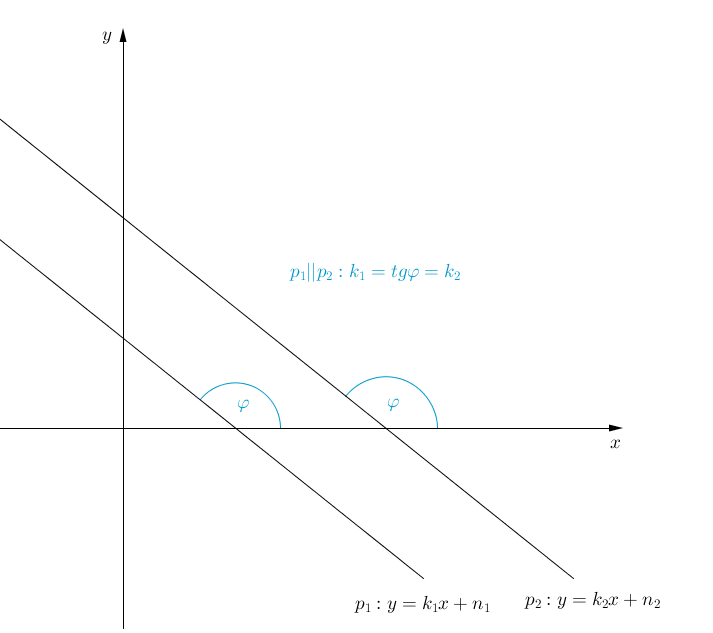 y
p₁||p₂ : k₁ = tgφ = k₂
φ
φ
x
p₁ : y = k₁x + n₁
p₂ : y = k₂x + n₂